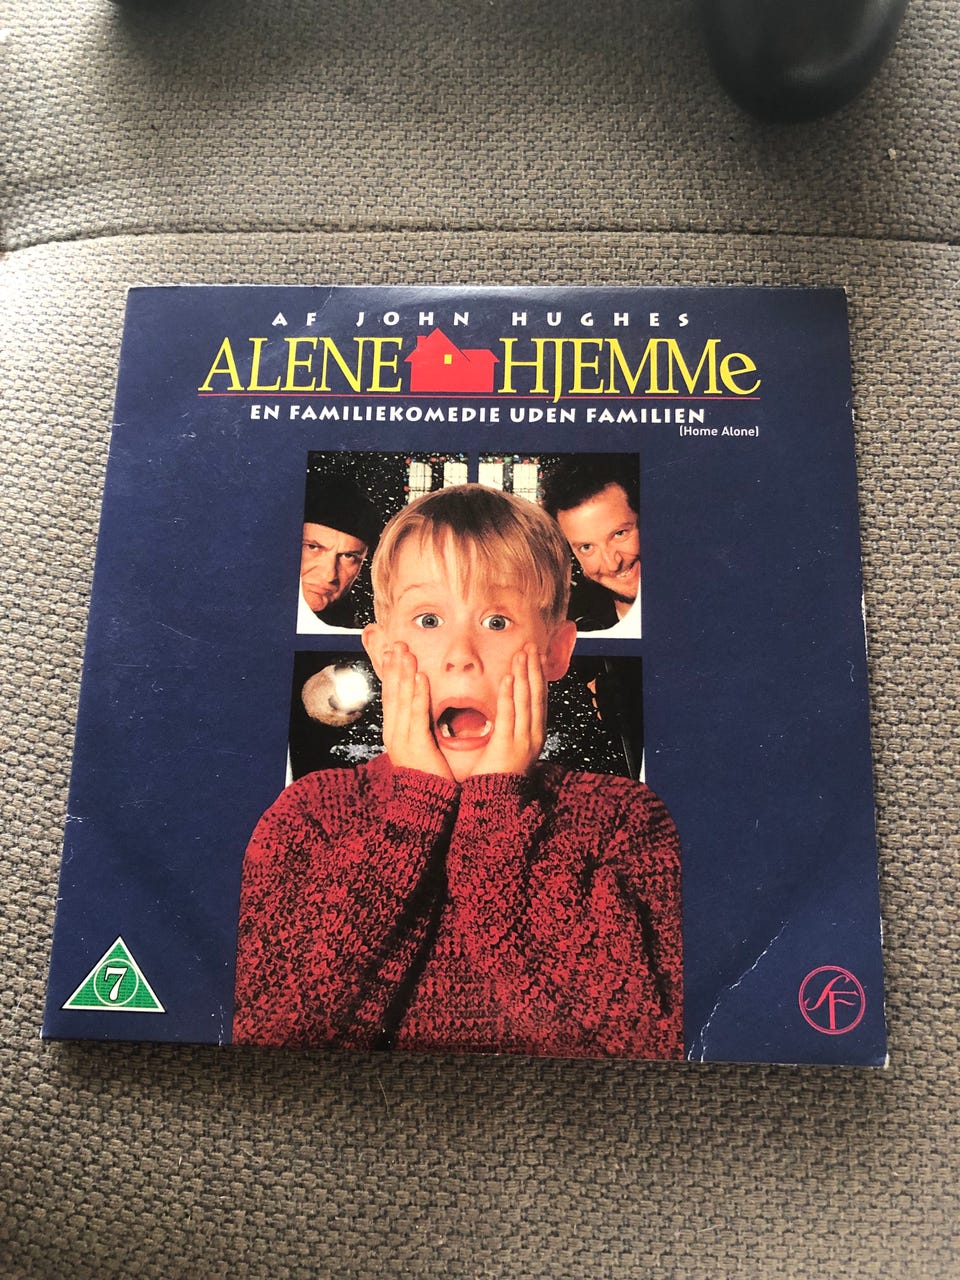 AF JOHN HUGHES
ALENE HJEMMe
EN FAMILIEKOMEDIE UDEN FAMILIEN
(Home Alone)
7
SF